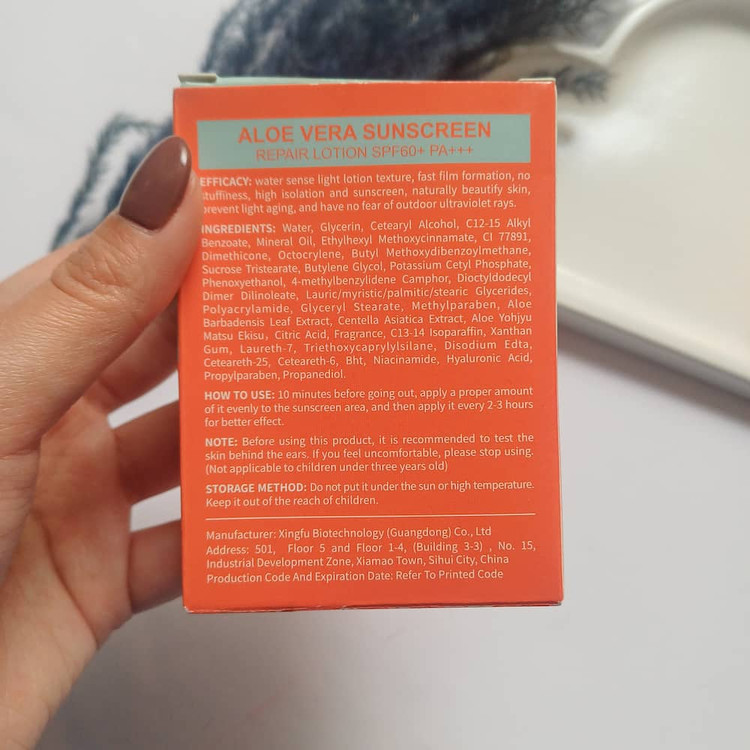 ALOE VERA SUNSCREEN
REPAIR LOTION SPF60+ PA+++
EFFICACY: water sense light lotion texture, fast film formation, no
stuffiness, high isolation and sunscreen, naturally beautify skin,
prevent light aging, and have no fear of outdoor ultraviolet rays.
INGREDIENTS: Water, Glycerin, Cetearyl Alcohol, C12-15 Alkyl
Benzoate, Mineral Oil, Ethylhexyl Methoxycinnamate, CI 77891,
Dimethicone, Octocrylene, Butyl Methoxydibenzoylmethane,
Sucrose Tristearate, Butylene Glycol, Potassium Cetyl Phosphate,
Phenoxyethanol, 4-methylbenzylidene Camphor, Dioctyldodecyl
Dimer Dilinoleate, Lauric/myristic/palmitic/stearic Glycerides,
Polyacrylamide, Glyceryl Stearate, Methylparaben, Aloe
Barbadensis Leaf Extract, Centella Asiatica Extract, Aloe Yohjyu
Matsu Ekisu, Citric Acid, Fragrance, C13-14 Isoparaffin, Xanthan
Gum, Laureth-7, Triethoxycaprylylsilane, Disodium Edta,
Ceteareth-25, Ceteareth-6, Bht, Niacinamide, Hyaluronic Acid,
Propylparaben, Propanediol.
HOW TO USE: 10 minutes before going out, apply a proper amount
of it evenly to the sunscreen area, and then apply it every 2-3 hours
for better effect.
NOTE: Before using this product, it is recommended to test the
skin behind the ears. If you feel uncomfortable, please stop using.
(Not applicable to children under three years old)
STORAGE METHOD: Do not put it under the sun or high temperature.
Keep it out of the reach of children.
Manufacturer: Xingfu Biotechnology (Guangdong) Co., Ltd
Address: 501, Floor 5 and Floor 1-4, (Building 3-3) , No. 15,
Industrial Development Zone, Xiamao Town, Sihui City, China
Production Code And Expiration Date: Refer To Printed Code